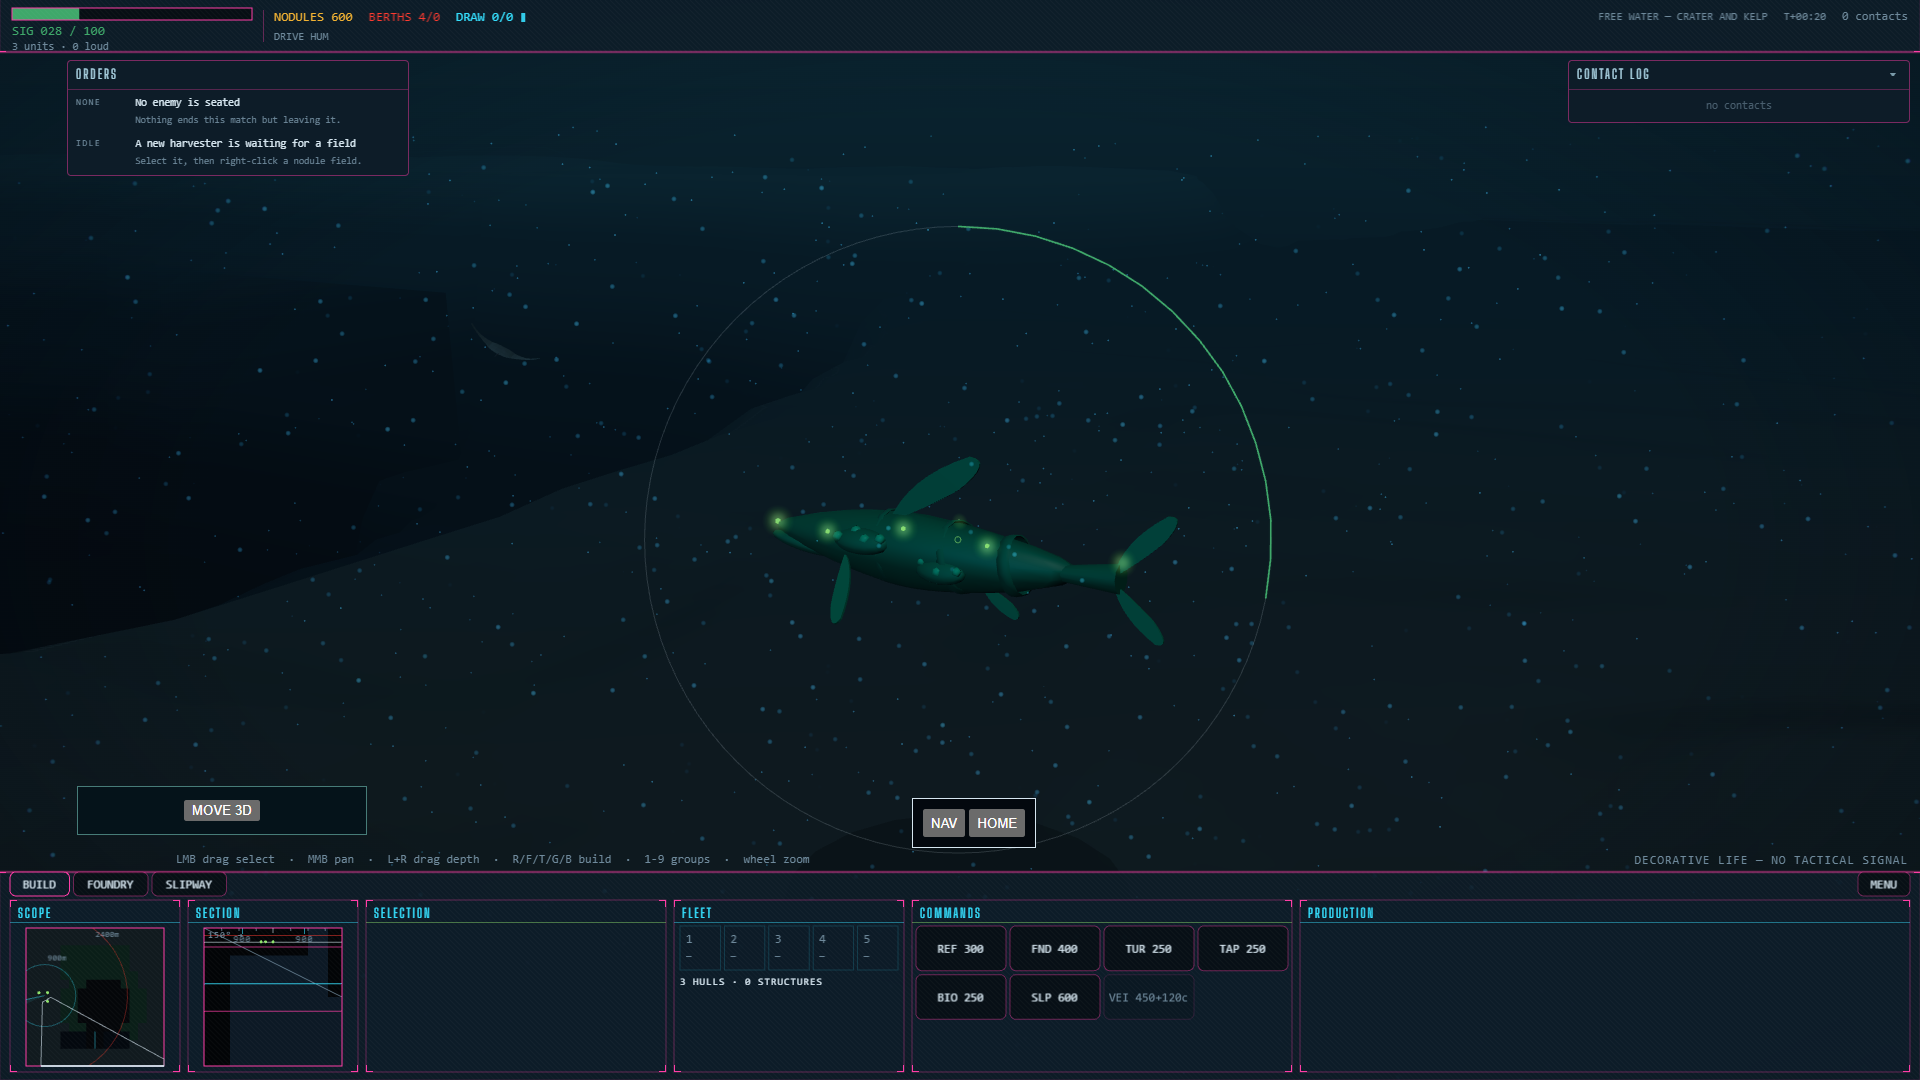 SIG 028 / 100
3 units · 0 loud
NODULES 600 BERTHS 4/0 DRAW 0/0
DRIVE HUM
FREE WATER — CRATER AND KELP T+00:20 0 contacts
ORDERS
NONE No enemy is seated
Nothing ends this match but leaving it.
IDLE A new harvester is waiting for a field
Select it, then right-click a nodule field.
CONTACT LOG
no contacts
MOVE 3D
NAV HOME
LMB drag select · MMB pan · L+R drag depth · R/F/T/G/B build · 1-9 groups · wheel zoom
DECORATIVE LIFE — NO TACTICAL SIGNAL
BUILD FOUNDRY SLIPWAY
MENU
SCOPE
2400m
900m
SECTION
150°
900 900
SELECTION
FLEET
1 2 3 4 5
— — — — —
3 HULLS · 0 STRUCTURES
COMMANDS
REF 300 FND 400 TUR 250 TAP 250
BIO 250 SLP 600 VEI 450+120c
PRODUCTION